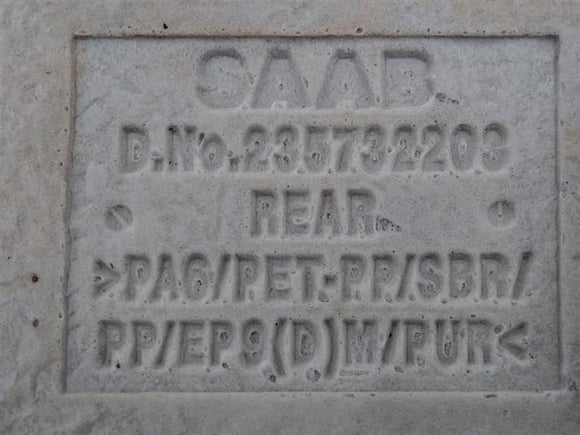 SAAB
D.No.235732203
REAR
>PA6/PET-PP/SBR/
PP/EP9(D)M/PUR<